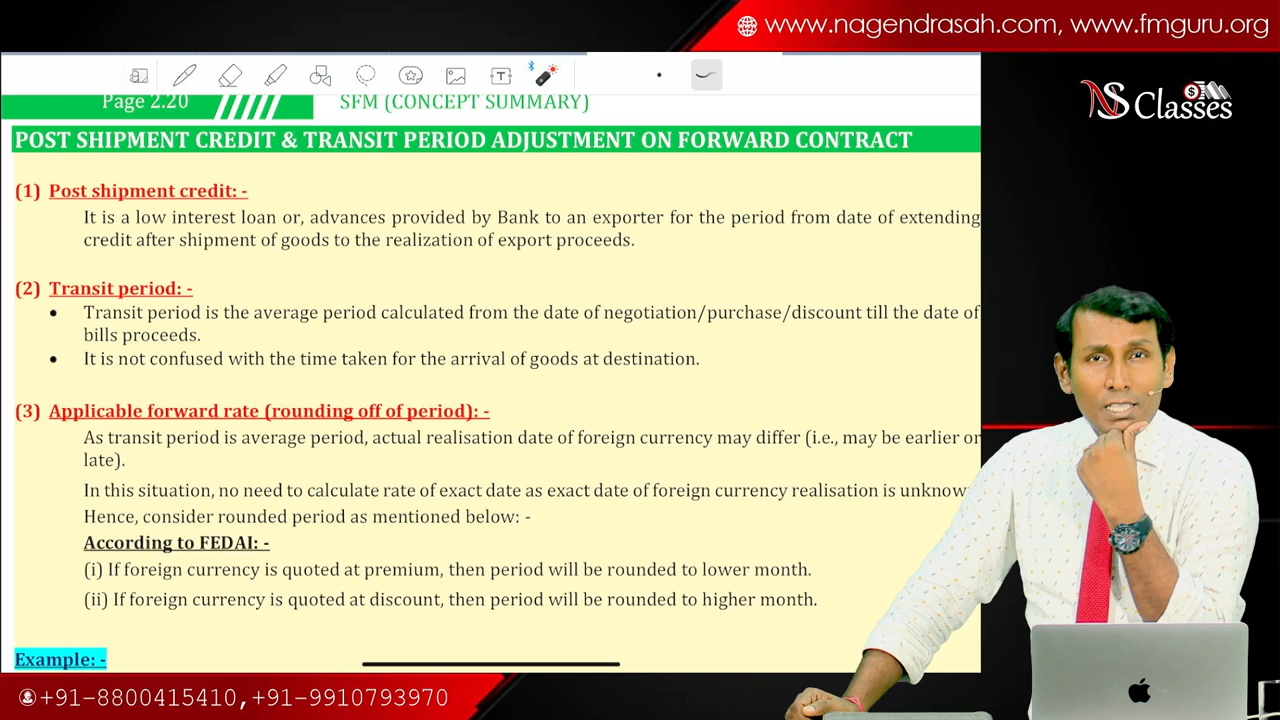 www.nagendrasah.com, www.fmguru.org
Page 2.20
SFM (CONCEPT SUMMARY)
NS Classes
POST SHIPMENT CREDIT & TRANSIT PERIOD ADJUSTMENT ON FORWARD CONTRACT
(1) Post shipment credit: -
It is a low interest loan or, advances provided by Bank to an exporter for the period from date of extending
credit after shipment of goods to the realization of export proceeds.
(2) Transit period: -
• Transit period is the average period calculated from the date of negotiation/purchase/discount till the date of
bills proceeds.
• It is not confused with the time taken for the arrival of goods at destination.
(3) Applicable forward rate (rounding off of period): -
As transit period is average period, actual realisation date of foreign currency may differ (i.e., may be earlier or
late).
In this situation, no need to calculate rate of exact date as exact date of foreign currency realisation is
Hence, consider rounded period as mentioned below: -
According to FEDAI: -
(i) If foreign currency is quoted at premium, then period will be rounded to lower month.
(ii) If foreign currency is quoted at discount, then period will be rounded to higher month.
Example: -
+91-8800415410,+91-9910793970